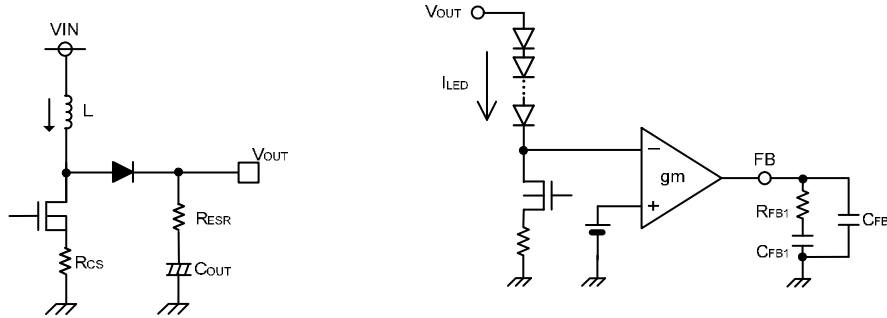 VIN
L
VOUT
RESR
RCS
COUT
VOUT
ILED
−
gm
+
FB
RFB1
CFB1
CFB